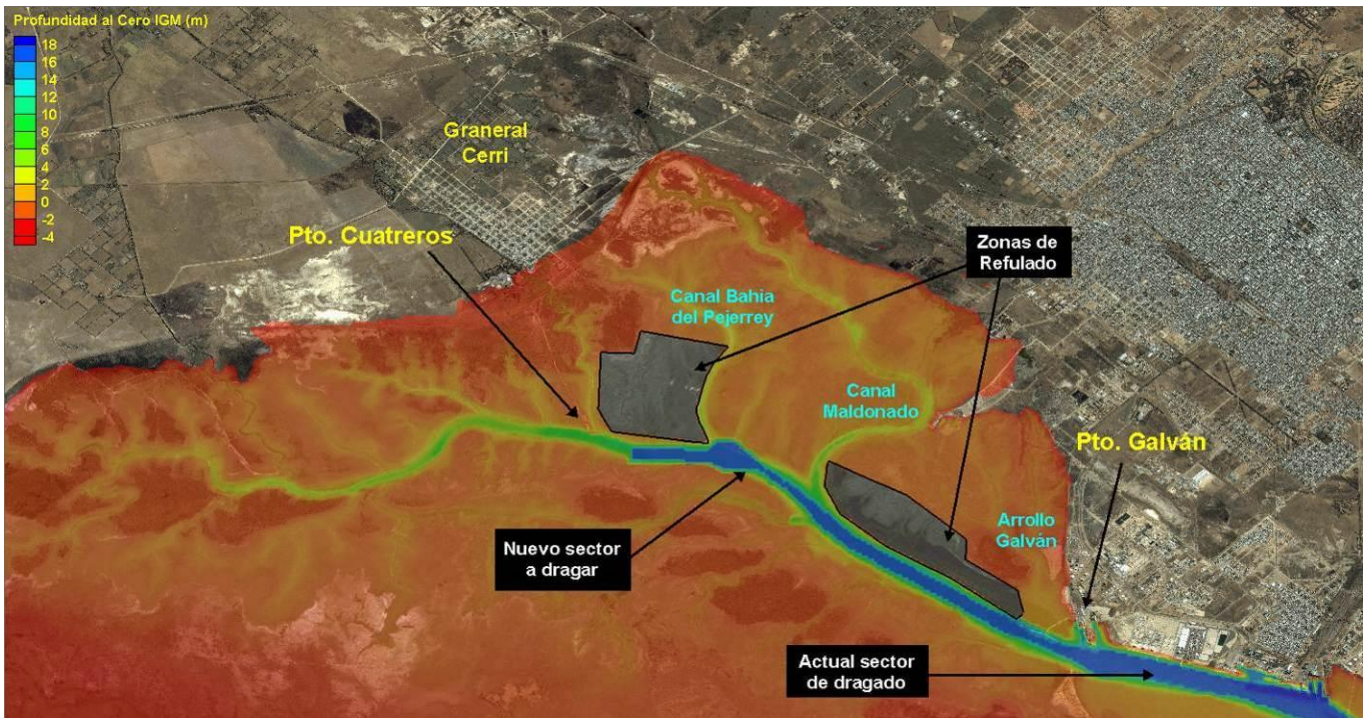 Profundidad al Cero IGM (m)
18
16
14
12
10
8
6
4
2
0
-2
-4
Graneral
Cerri
Pto. Cuatreros
Zonas de
Refulado
Canal Bahia
del Pejerrey
Canal
Maldonado
Pto. Galván
Arrollo
Galván
Nuevo sector
a dragar
Actual sector
de dragado